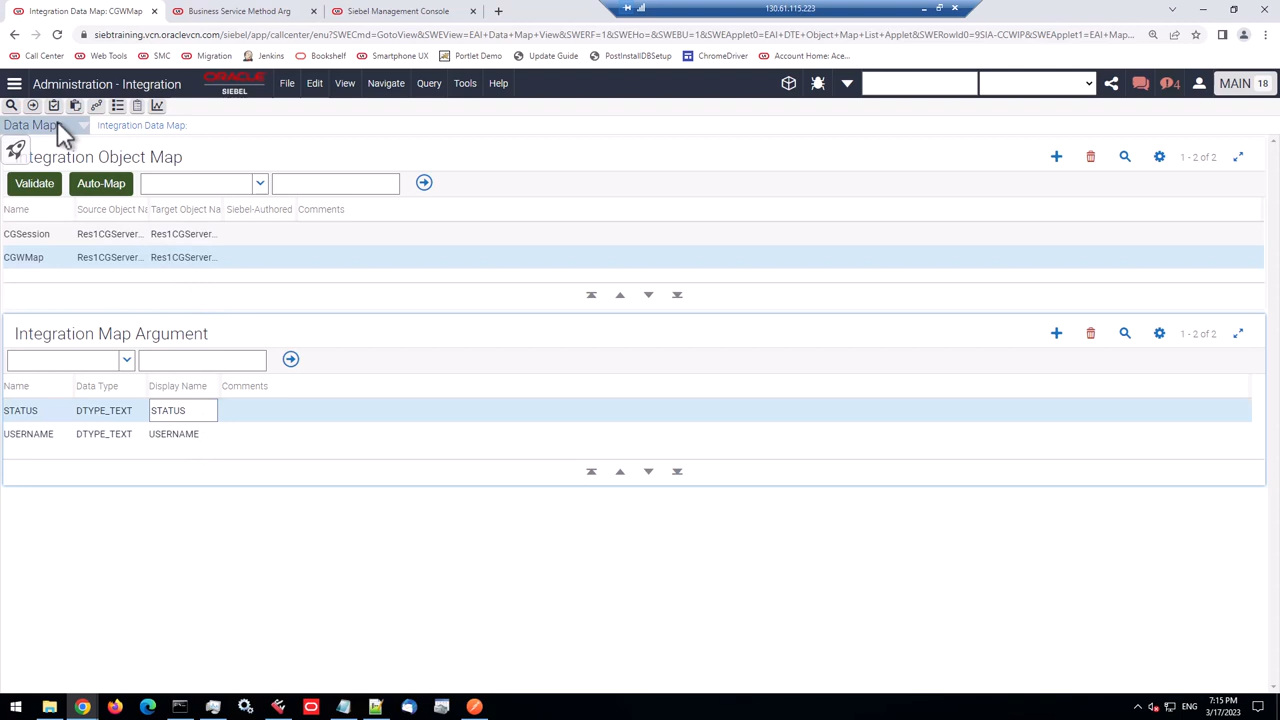 Integration Data Map: CGWMap
Business Service Method Arg
Siebel Management Console
130.61.115.223
siebtraining.vcn.oraclevcn.com/siebel/app/callcenter/enu?SWECmd=GotoView&SWEView=EAI+Data+Map+View&SWERF=1&SWEHo=&SWEBU=1&SWEApplet0=EAI+DTE+Object+Map+List+Applet&SWERowId0=9SIA-CCWIP&SWEApplet1=EAI+Map...
Call Center
Web Tools
SMC
Migration
Jenkins
Bookshelf
Smartphone UX
Portlet Demo
Update Guide
PostInstallDBSetup
ChromeDriver
Account Home: Acce...
Administration - Integration
ORACLE
SIEBEL
File
Edit
View
Navigate
Query
Tools
Help
4
MAIN 18
Data Map
Integration Data Map:
tegration Object Map
1 - 2 of 2
Validate
Auto-Map
Name
Source Object Na
Target Object Na
Siebel-Authored
Comments
CGSession
Res1CGServer...
Res1CGServer...
CGWMap
Res1CGServer...
Res1CGServer...
Integration Map Argument
1 - 2 of 2
Name
Data Type
Display Name
Comments
STATUS
DTYPE_TEXT
STATUS
USERNAME
DTYPE_TEXT
USERNAME
ENG
7:15 PM
3/17/2023